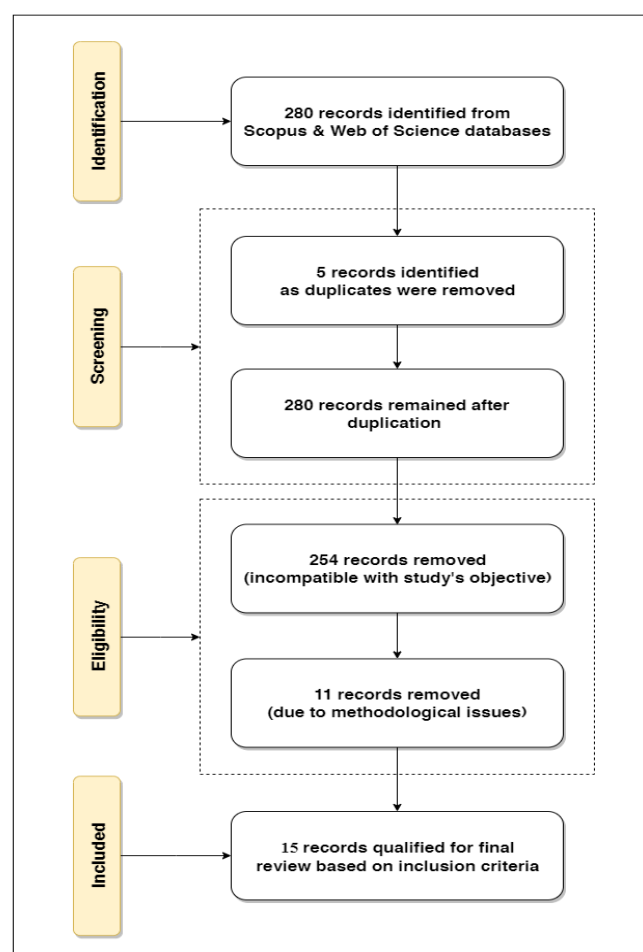 Identification
280 records identified from
Scopus & Web of Science databases
Screening
5 records identified
as duplicates were removed
280 records remained after
duplication
Eligibility
254 records removed
(incompatible with study's objective)
11 records removed
(due to methodological issues)
Included
15 records qualified for final
review based on inclusion criteria